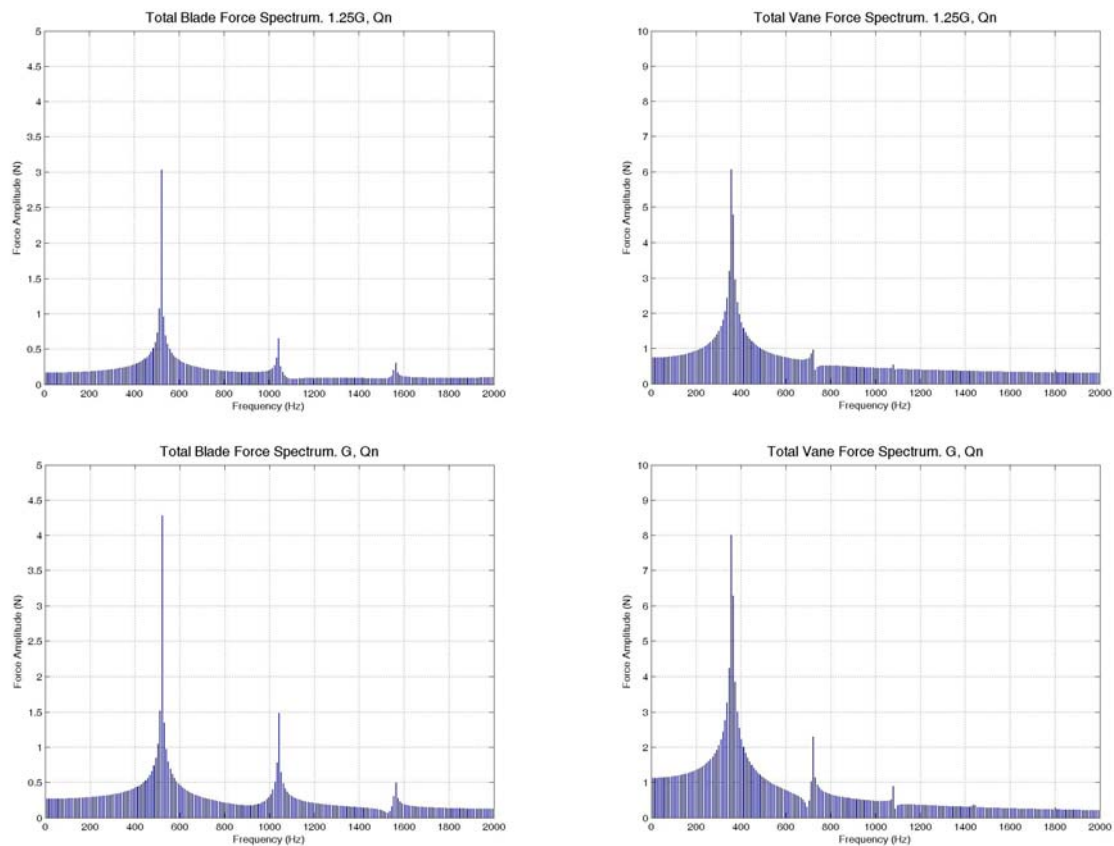 Total Blade Force Spectrum. 1.25G, Qn
5
4.5
4
3.5
3
2.5
2
1.5
1
0.5
0
Force Amplitude (N)
0 200 400 600 800 1000 1200 1400 1600 1800 2000
Frequency (Hz)
Total Vane Force Spectrum. 1.25G, Qn
10
9
8
7
6
5
4
3
2
1
0
Force Amplitude (N)
0 200 400 600 800 1000 1200 1400 1600 1800 2000
Frequency (Hz)
Total Blade Force Spectrum. G, Qn
5
4.5
4
3.5
3
2.5
2
1.5
1
0.5
0
Force Amplitude (N)
0 200 400 600 800 1000 1200 1400 1600 1800 2000
Frequency (Hz)
Total Vane Force Spectrum. G, Qn
10
9
8
7
6
5
4
3
2
1
0
Force Amplitude (N)
0 200 400 600 800 1000 1200 1400 1600 1800 2000
Frequency (Hz)